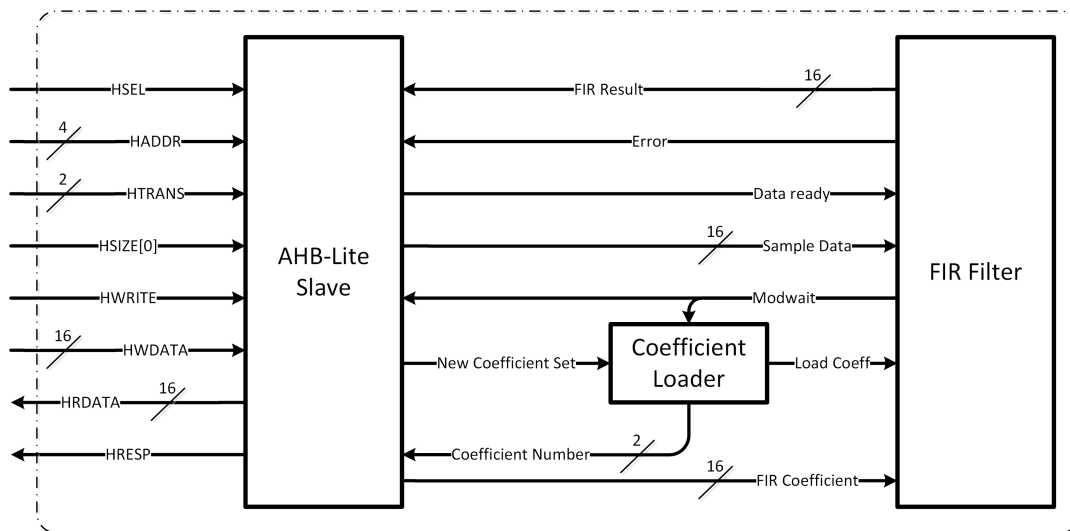 16
HSEL
FIR Result
4
HADDR
Error
2
HTRANS
Data ready
AHB-Lite
Slave
16
HSIZE[0]
Sample Data
FIR Filter
HWRITE
Modwait
16
HWDATA
New Coefficient Set
Coefficient
Loader
Load Coeff
16
HRDATA
2
HRESP
Coefficient Number
16
FIR Coefficient